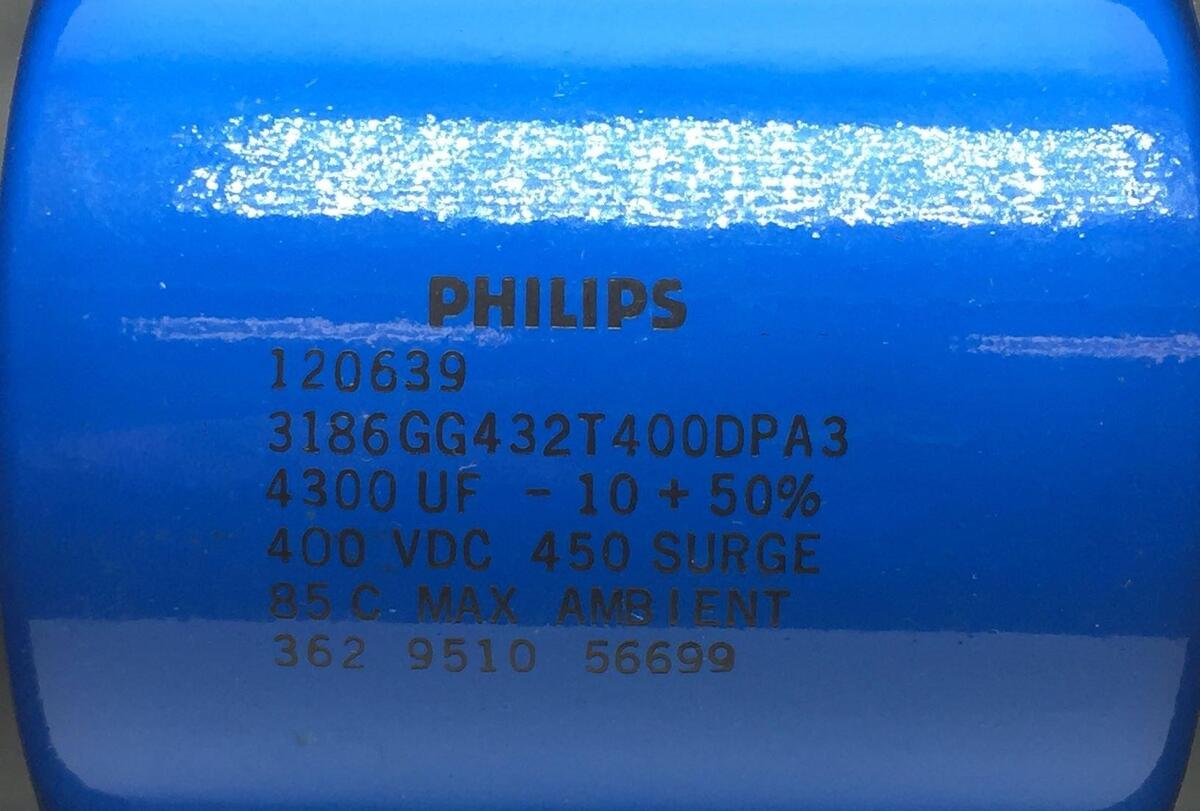 PHILIPS
120639
3186GG432T400DPA3
4300 UF - 10 + 50%
400 VDC 450 SURGE
85 C MAX AMBIENT
362 9510 56699